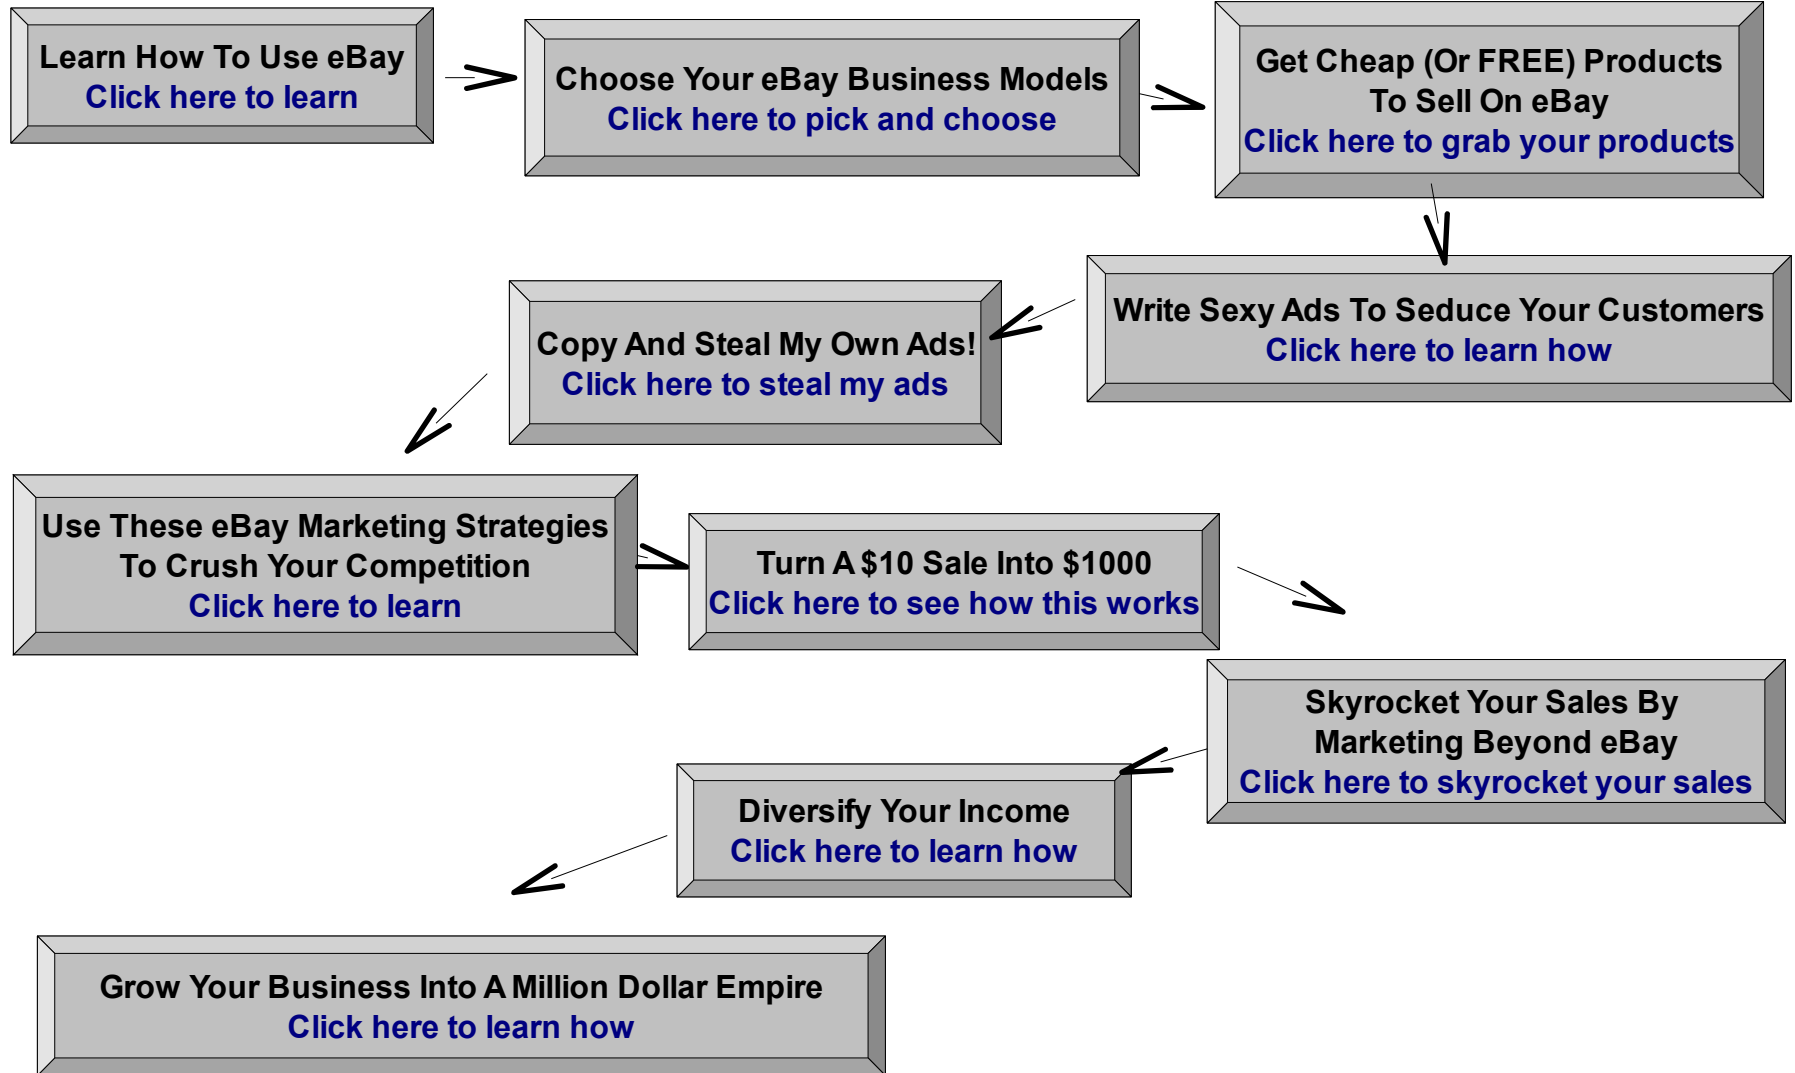 Learn How To Use eBay
Click here to learn
Choose Your eBay Business Models
Click here to pick and choose
Get Cheap (Or FREE) Products
To Sell On eBay
Click here to grab your products
Write Sexy Ads To Seduce Your Customers
Click here to learn how
Copy And Steal My Own Ads!
Click here to steal my ads
Use These eBay Marketing Strategies
To Crush Your Competition
Click here to learn
Turn A $10 Sale Into $1000
Click here to see how this works
Skyrocket Your Sales By
Marketing Beyond eBay
Click here to skyrocket your sales
Diversify Your Income
Click here to learn how
Grow Your Business Into A Million Dollar Empire
Click here to learn how